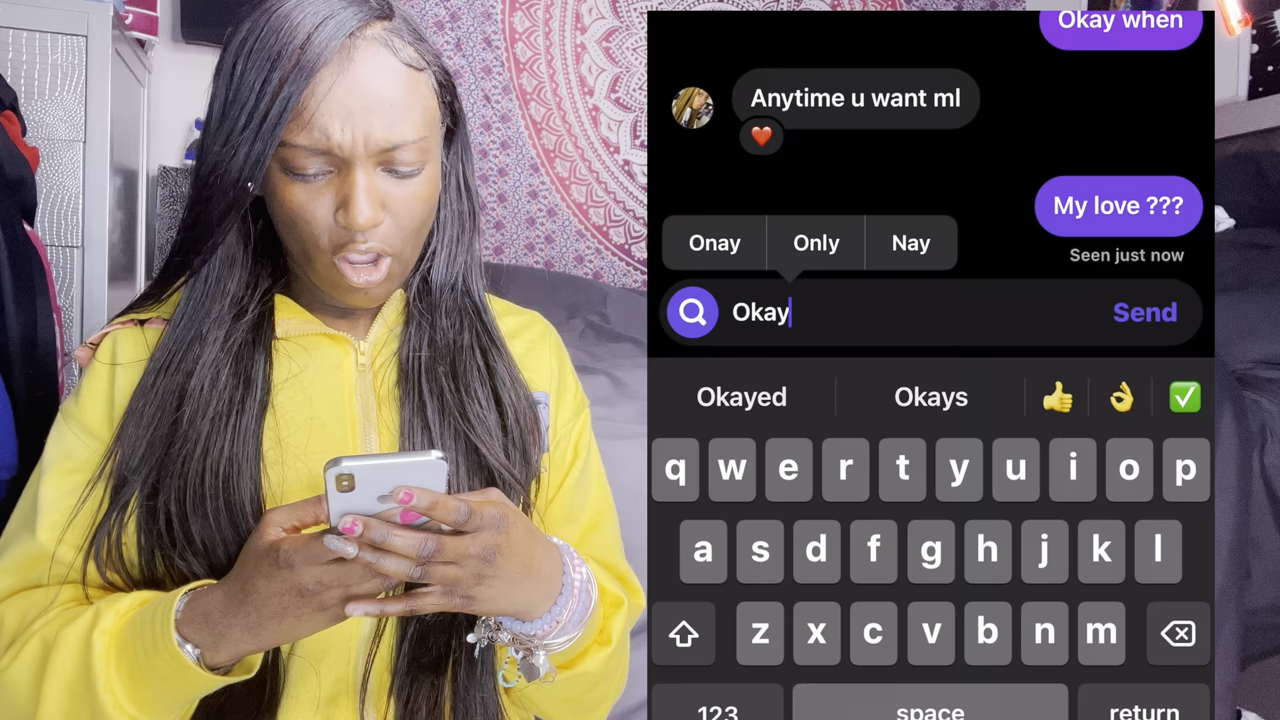 Okay when
Anytime u want ml
❤️
My love ???
Seen just now
Onay Only Nay
Okay Send
Okayed Okays 👍 👌 ✅
q w e r t y u i o p
a s d f g h j k l
z x c v b n m
123 space return